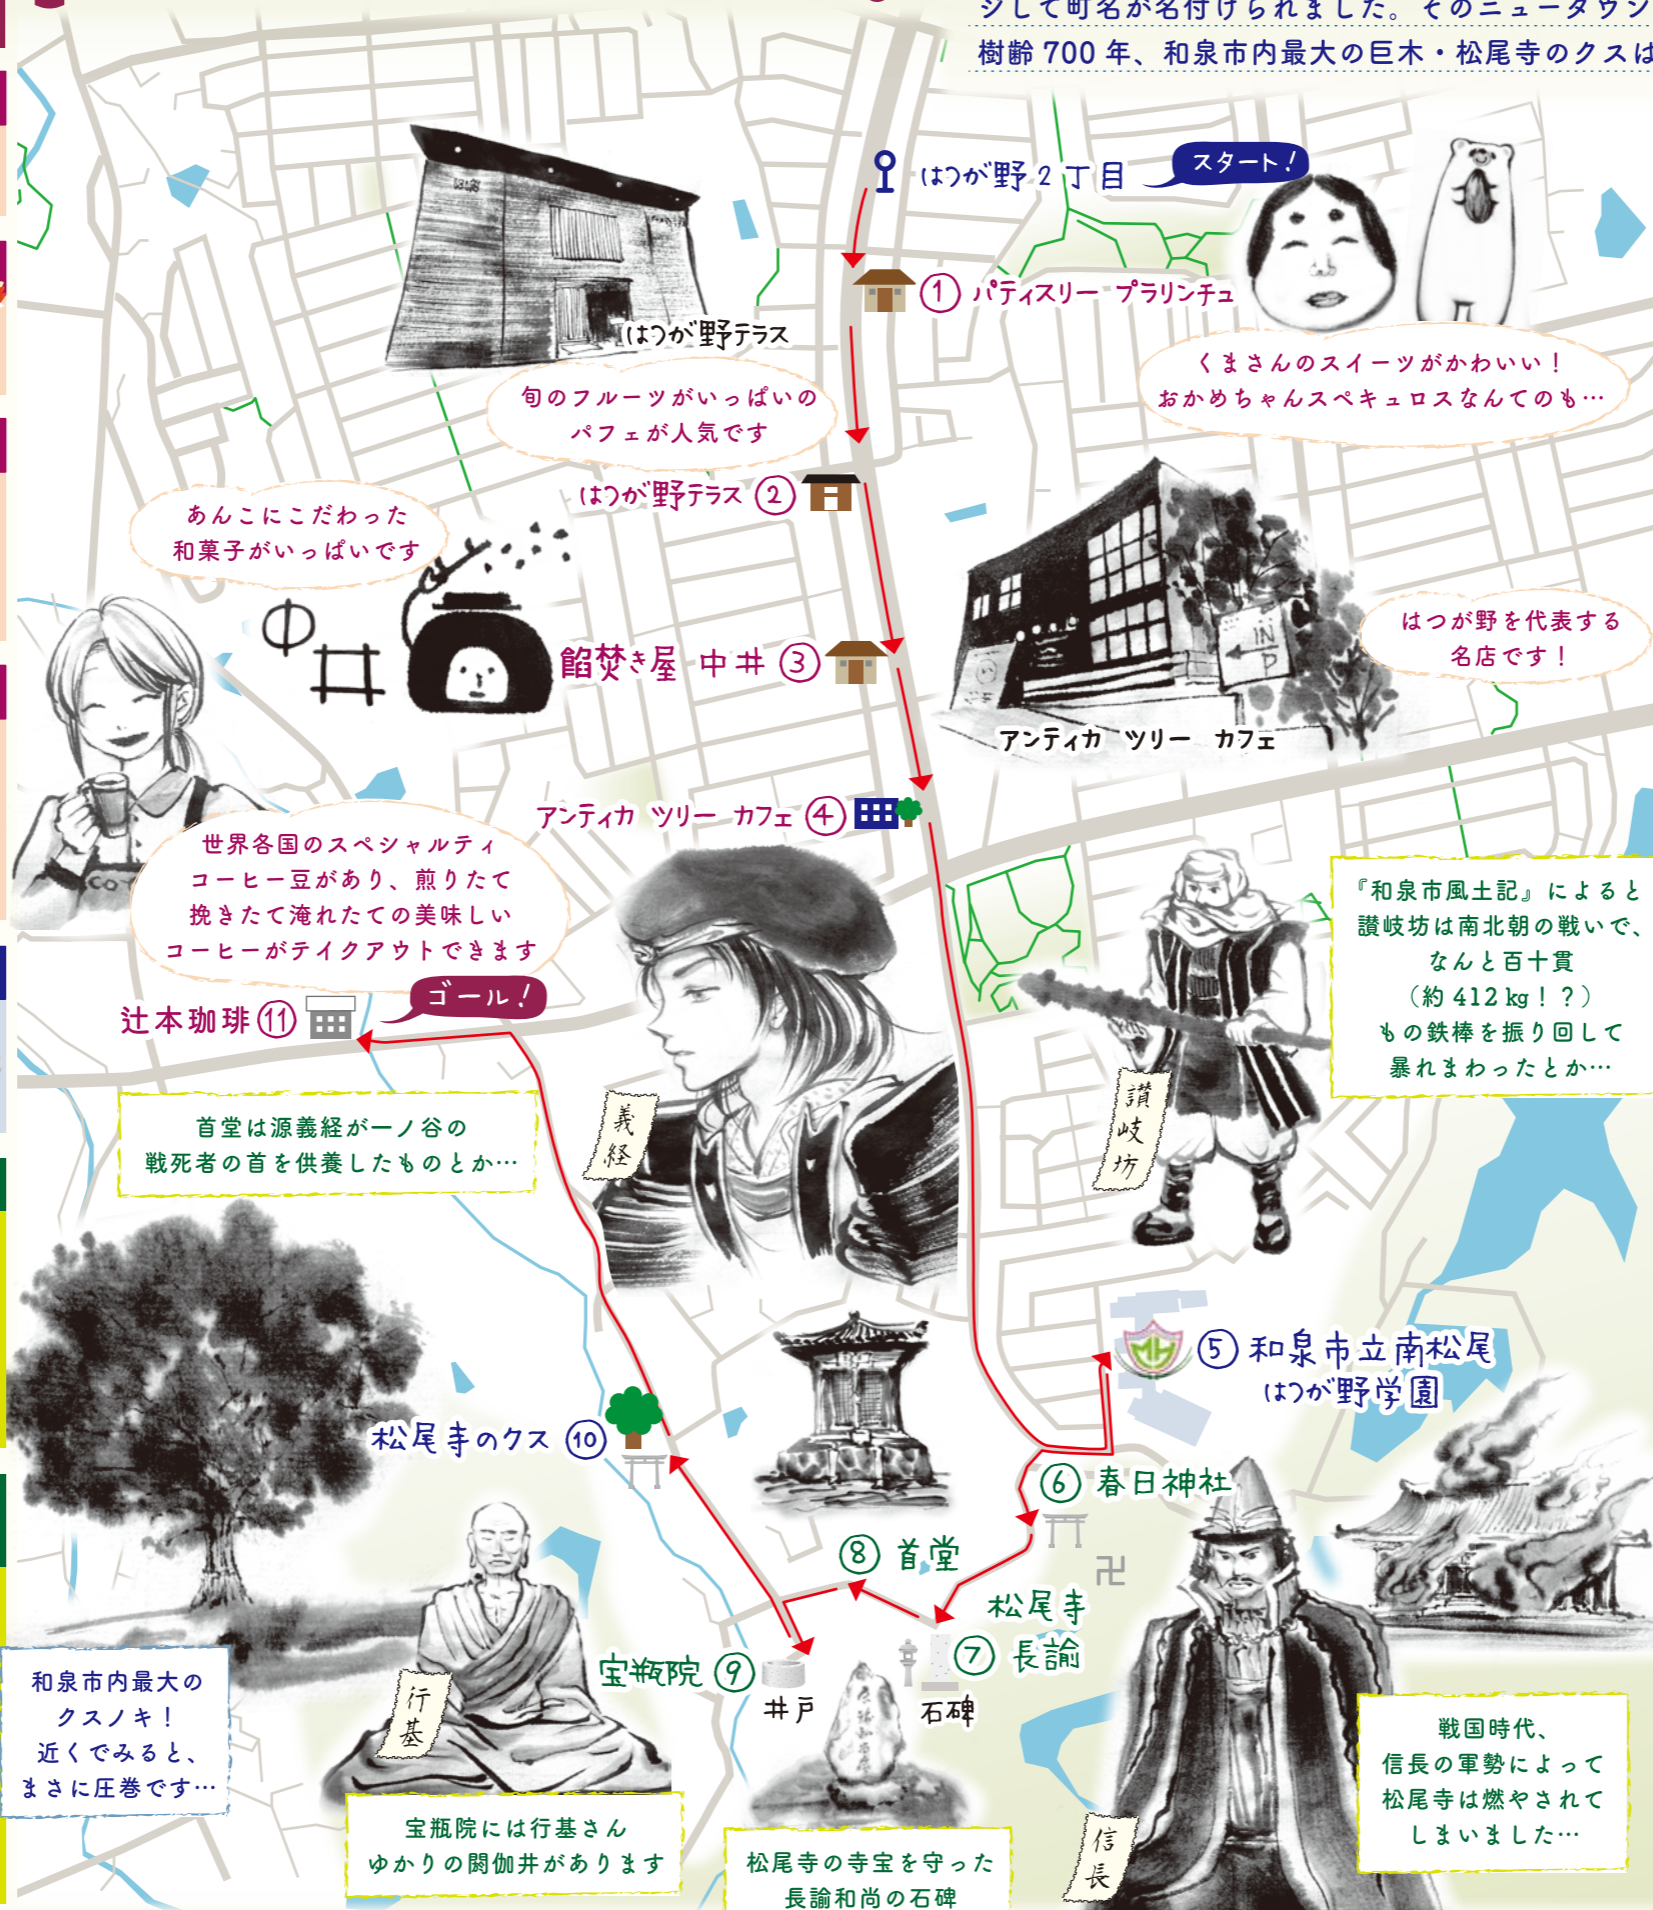 ジして町名が名付けられました。そのニュータウン
樹齢 700 年、和泉市内最大の巨木・松尾寺のクスは
はつが野 2 丁目
スタート！
① パティスリー プラリンチュ
はつが野テラス
くまさんのスイーツがかわいい！
おかめちゃんスペキュロスなんてのも…
旬のフルーツがいっぱいの
パフェが人気です
はつが野テラス ②
あんこにこだわった
和菓子がいっぱいです
中井
餡焚き屋 中井 ③
IN
P
はつが野を代表する
名店です！
アンティカ ツリー カフェ
アンティカ ツリー カフェ ④
世界各国のスペシャルティ
コーヒー豆があり、煎りたて
挽きたて淹れたての美味しい
コーヒーがテイクアウトできます
ゴール！
辻本珈琲 ⑪
『和泉市風土記』によると
讃岐坊は南北朝の戦いで、
なんと百十貫
（約 412 ㎏！？）
もの鉄棒を振り回して
暴れまわったとか…
讃岐坊
義経
首堂は源義経が一ノ谷の
戦死者の首を供養したものとか…
⑤ 和泉市立南松尾
はつが野学園
松尾寺のクス ⑩
⑥ 春日神社
⑧ 首堂
卍
松尾寺
⑦ 長諭
石碑
宝瓶院 ⑨
井戸
和泉市内最大の
クスノキ！
近くでみると、
まさに圧巻です…
行基
宝瓶院には行基さん
ゆかりの閼伽井があります
松尾寺の寺宝を守った
長諭和尚の石碑
信長
戦国時代、
信長の軍勢によって
松尾寺は燃やされて
しまいました…